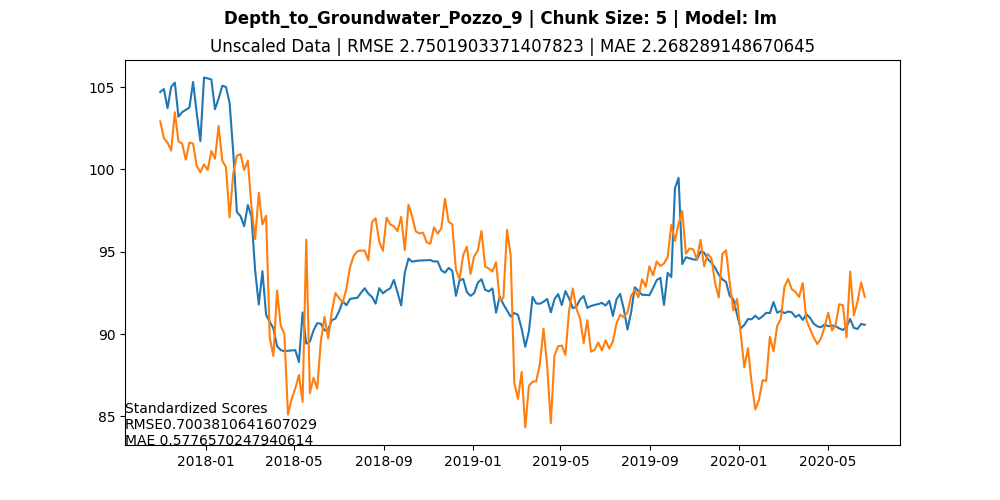 Depth_to_Groundwater_Pozzo_9 | Chunk Size: 5 | Model: lm
Unscaled Data | RMSE 2.7501903371407823 | MAE 2.268289148670645
105
100
95
90
85
Standardized Scores
RMSE0.7003810641607029
MAE 0.5776570247940614
2018-01 2018-05 2018-09 2019-01 2019-05 2019-09 2020-01 2020-05